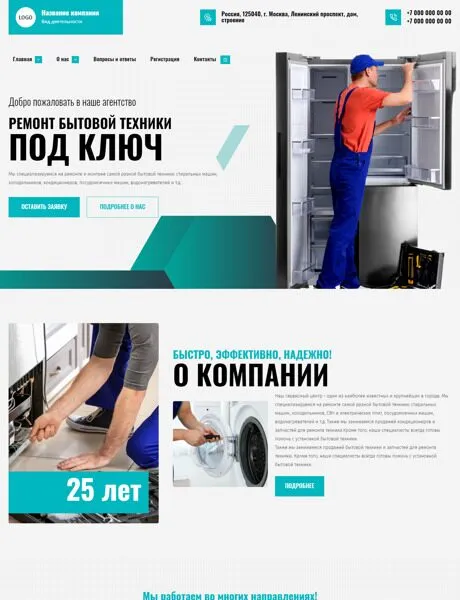 LOGO
Название компании
Вид деятельности
Россия, 125040, г. Москва, Ленинский проспект, дом,
строение
+7 000 000 00 00
+7 000 000 00 00
Главная
О нас
Вопросы и ответы
Регистрация
Контакты
Добро пожаловать в наше агентство
РЕМОНТ БЫТОВОЙ ТЕХНИКИ
ПОД КЛЮЧ
Мы специализируемся на ремонте и монтаже самой разной бытовой техники: стиральных машин,
холодильников, кондиционеров, посудомоечных машин, водонагревателей и т.д.
ОСТАВИТЬ ЗАЯВКУ
ПОДРОБНЕЕ О НАС
25 лет
БЫСТРО, ЭФФЕКТИВНО, НАДЕЖНО!
О КОМПАНИИ
Наш сервисный центр - один из наиболее известных и крупнейших в городе. Мы
специализируемся на ремонте самой разной бытовой техники: стиральных
машин, холодильников, СВЧ и электрических плит, посудомоечных машин,
водонагревателей и т.д. Также мы занимаемся продажей кондиционеров и
запчастей для ремонта техники. Кроме того, наши специалисты всегда готовы
помочь с установкой бытовой техники.
Также мы занимаемся продажей бытовой техники и запчастей для ремонта
техники. Кроме того, наши специалисты всегда готовы помочь с установкой
бытовой техники.
ПОДРОБНЕЕ
Мы работаем во многих направлениях!